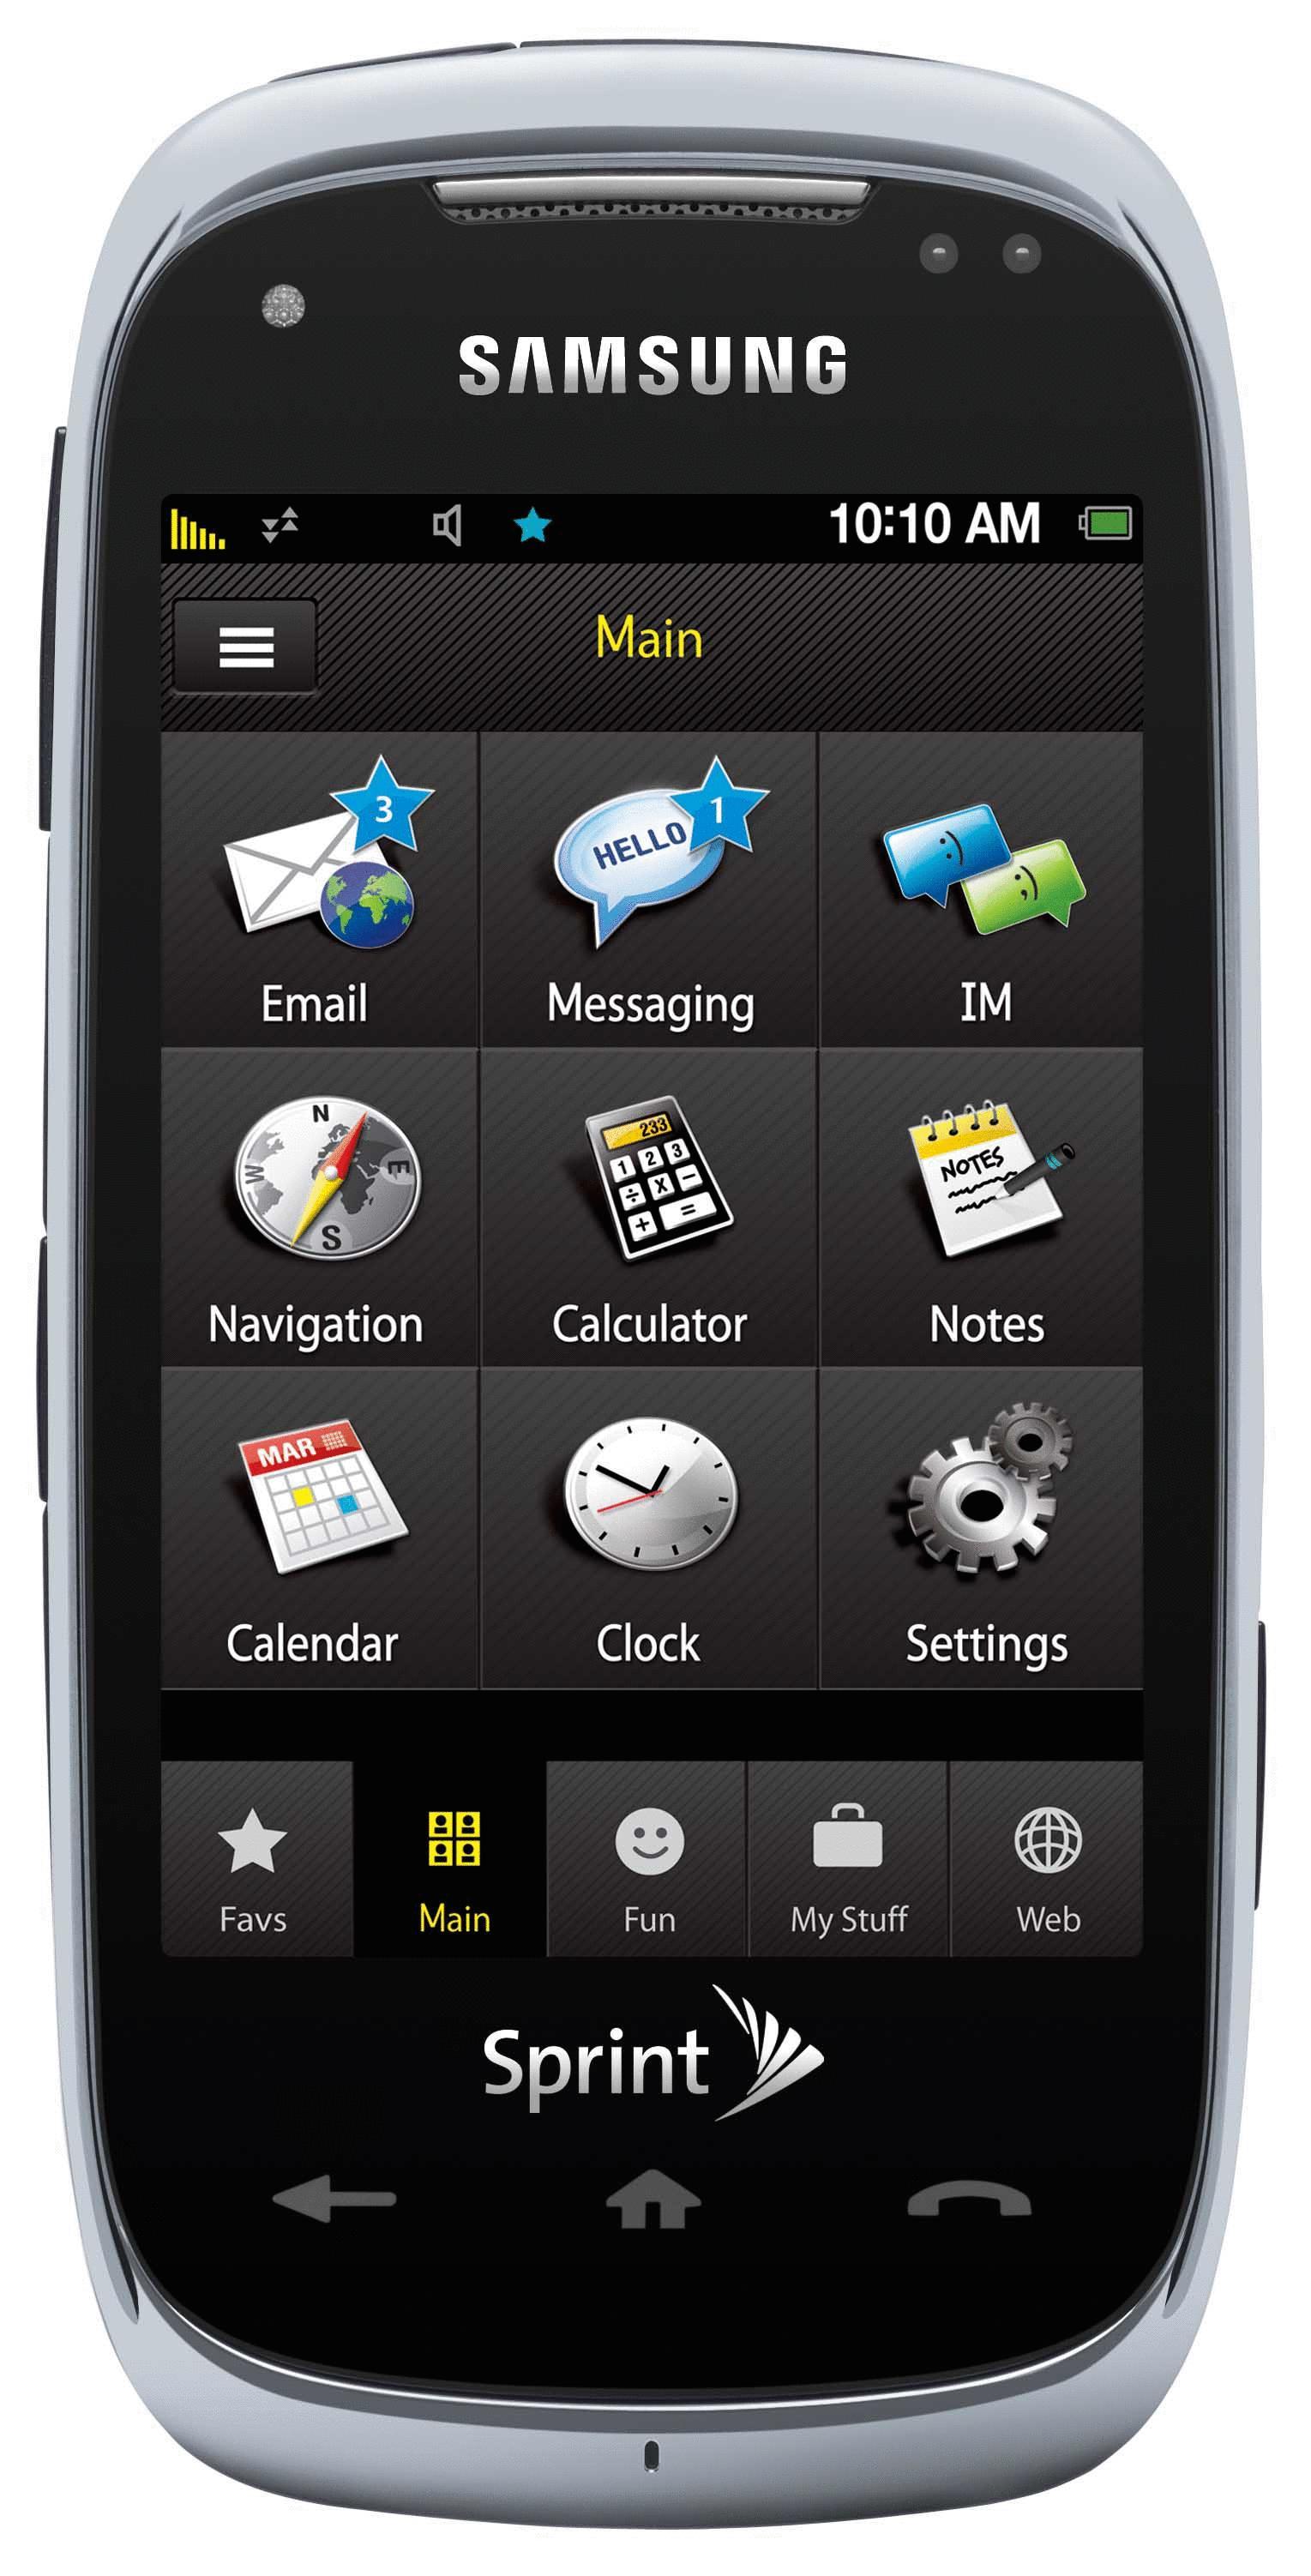 SAMSUNG
10:10 AM
Main
3
1
HELLO
Email
Messaging
IM
N
W
E
S
233
1 2 3
÷ X −
+ =
NOTES
Navigation
Calculator
Notes
MAR
Calendar
Clock
Settings
Favs
Main
Fun
My Stuff
Web
Sprint